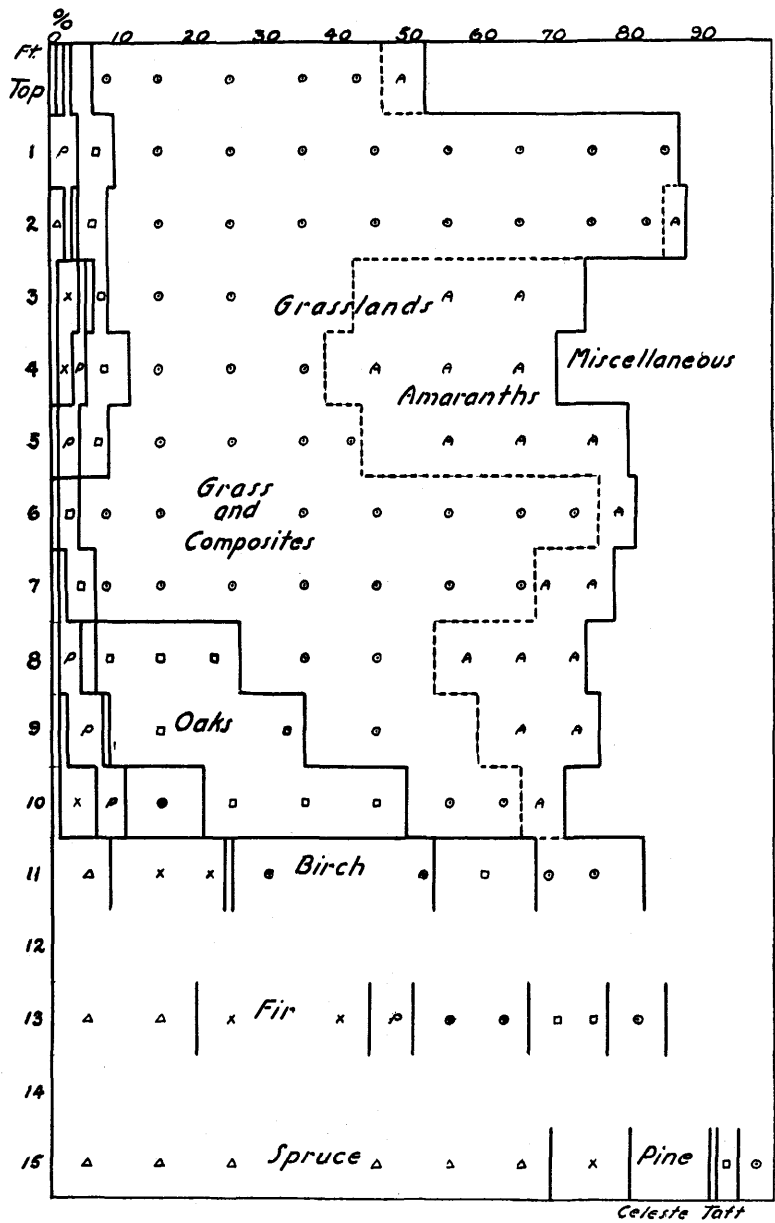 %
0 10 20 30 40 50 60 70 80 90
Ft.
Top A
1 P
2 A
3 x Grasslands A A
4 x P A A A Miscellaneous
Amaranths
5 P A A A
Grass
6 and A
Composites
7 A A
8 P A A A
9 P Oaks A A
10 x P A
11 x x Birch
12
13 x Fir x P
14
15 Spruce x Pine
Celeste Taft